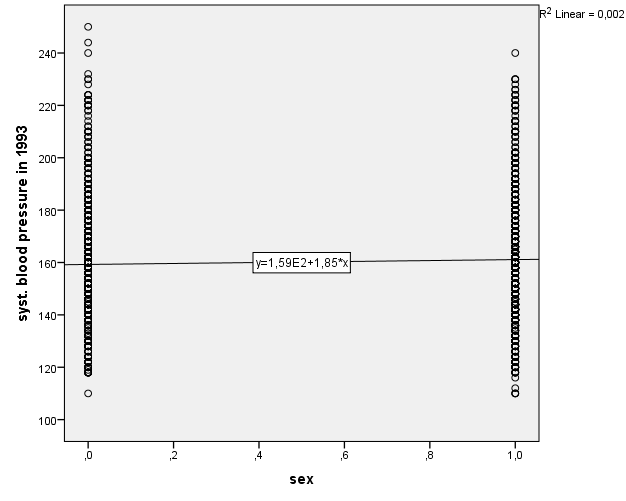 R² Linear = 0,002
syst. blood pressure in 1993
240
220
200
180
160
140
120
100
y=1,59E2+1,85*x
,0 ,2 ,4 ,6 ,8 1,0
sex